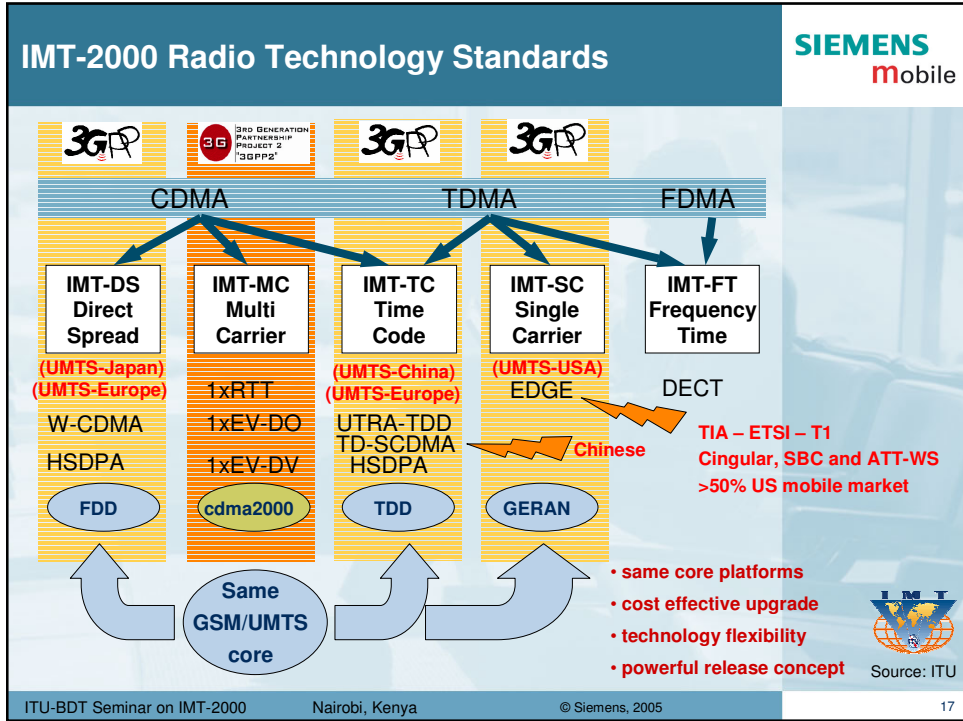 IMT-2000 Radio Technology Standards
SIEMENS
mobile
3GPP
3G
3RD GENERATION
PARTNERSHIP
PROJECT 2
"3GPP2"
3GPP
3GPP
CDMA
TDMA
FDMA
IMT-DS
Direct
Spread
IMT-MC
Multi
Carrier
IMT-TC
Time
Code
IMT-SC
Single
Carrier
IMT-FT
Frequency
Time
(UMTS-Japan)
(UMTS-Europe)
W-CDMA
HSDPA
FDD
1xRTT
1xEV-DO
1xEV-DV
cdma2000
(UMTS-China)
(UMTS-Europe)
UTRA-TDD
TD-SCDMA
HSDPA
TDD
Chinese
(UMTS-USA)
EDGE
GERAN
DECT
TIA – ETSI – T1
Cingular, SBC and ATT-WS
>50% US mobile market
Same
GSM/UMTS
core
• same core platforms
• cost effective upgrade
• technology flexibility
• powerful release concept
IMT
Source: ITU
ITU-BDT Seminar on IMT-2000 Nairobi, Kenya © Siemens, 2005 17